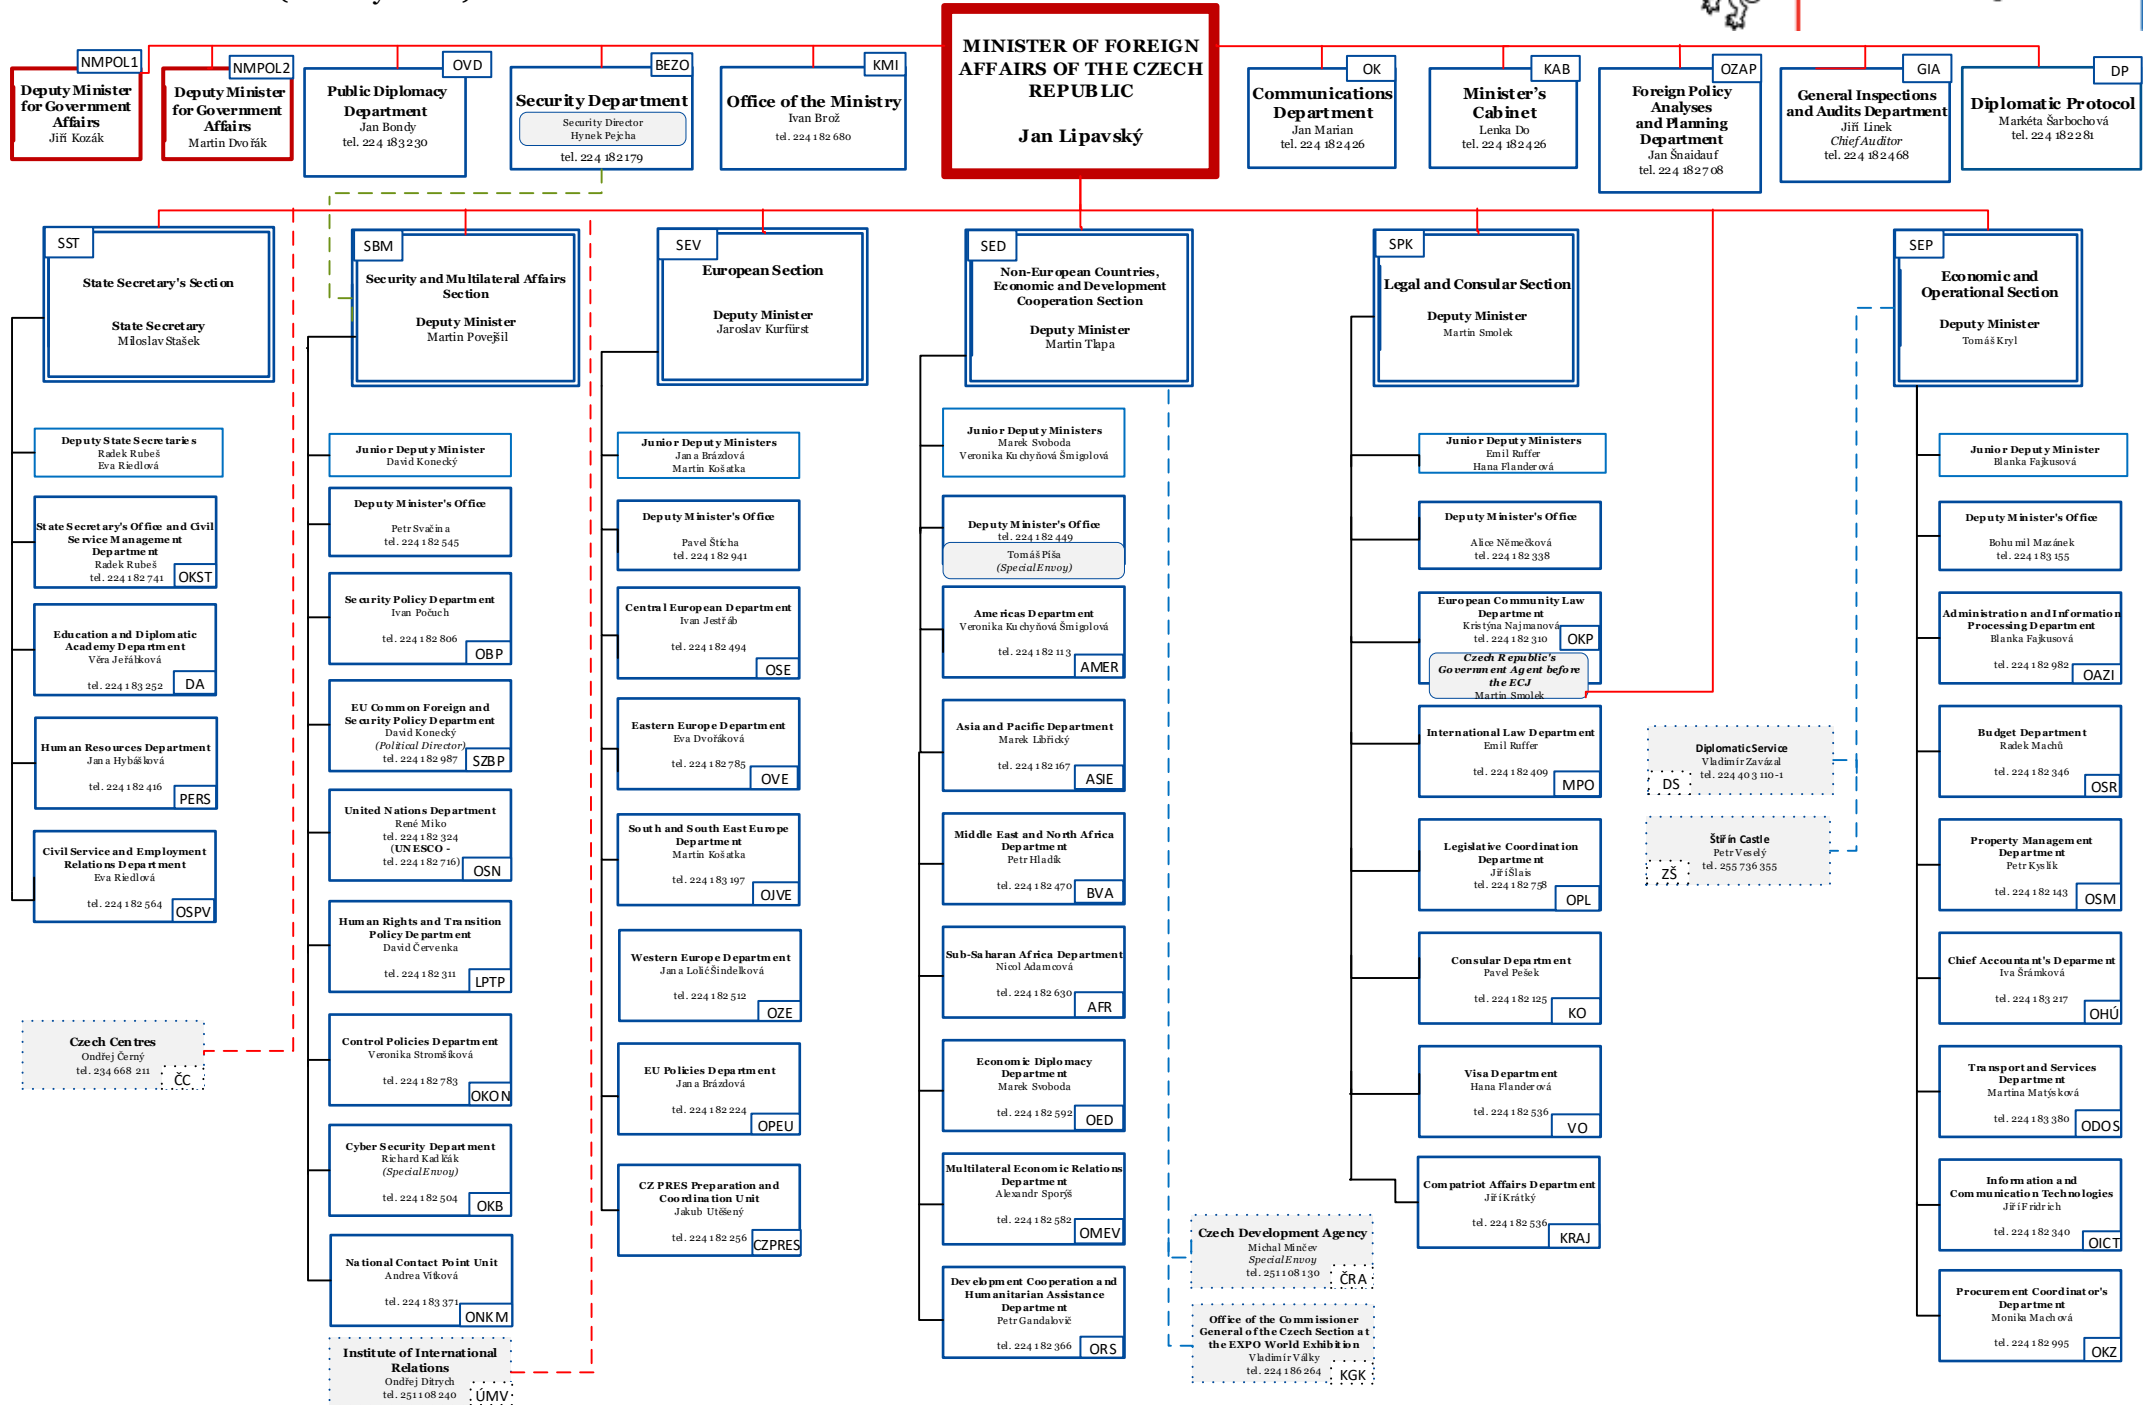 MINISTER OF FOREIGN
AFFAIRS OF THE CZECH
REPUBLIC
Jan Lipavský
NMPOL1
Deputy Minister
for Government
Affairs
Jiří Kozák
NMPOL2
Deputy Minister
for Government
Affairs
Martin Dvořák
OVD
Public Diplomacy
Department
Jan Bondy
tel. 224 183 230
BEZO
Security Department
Security Director
Hynek Pejcha
tel. 224 182 179
KMI
Office of the Ministry
Ivan Brož
tel. 224 182 680
OK
Communications
Department
Jan Marian
tel. 224 182 426
KAB
Minister's
Cabinet
Lenka Do
tel. 224 182 426
OZAP
Foreign Policy
Analyses
and Planning
Department
Jan Šnaidauf
tel. 224 182 708
GIA
General Inspections
and Audits Department
Jiří Linek
Chief Auditor
tel. 224 182 468
DP
Diplomatic Protocol
Markéta Šarbochová
tel. 224 182 281
SST
State Secretary's Section
State Secretary
Miloslav Stašek
Deputy State Secretaries
Radek Rubeš
Eva Riedlová
State Secretary's Office and Civil
Service Management
Department
Radek Rubeš
tel. 224 182 741
OKST
Education and Diplomatic
Academy Department
Věra Jeřábková
tel. 224 183 252
DA
Human Resources Department
Jana Hybášková
tel. 224 182 416
PERS
Civil Service and Employment
Relations Department
Eva Riedlová
tel. 224 182 564
OSPV
Czech Centres
Ondřej Černý
tel. 234 668 211
ČC
SBM
Security and Multilateral Affairs
Section
Deputy Minister
Martin Povejšil
Junior Deputy Minister
David Konecký
Deputy Minister's Office
Petr Svačina
tel. 224 182 545
Security Policy Department
Ivan Počuch
tel. 224 182 806
OBP
EU Common Foreign and
Security Policy Department
David Konecký
(Political Director)
tel. 224 182 987
SZBP
United Nations Department
René Miko
tel. 224 182 324
(UNESCO -
tel. 224 182 716)
OSN
Human Rights and Transition
Policy Department
David Červenka
tel. 224 182 311
LPTP
Control Policies Department
Veronika Stromšíková
tel. 224 182 783
OKON
Cyber Security Department
Richard Kadlčák
(Special Envoy)
tel. 224 182 504
OKB
National Contact Point Unit
Andrea Vítková
tel. 224 183 371
ONKM
Institute of International
Relations
Ondřej Ditrych
tel. 251 108 240
ÚMV
SEV
European Section
Deputy Minister
Jaroslav Kurfürst
Junior Deputy Ministers
Jana Brázdová
Martin Košatka
Deputy Minister's Office
Pavel Šticha
tel. 224 182 941
Central European Department
Ivan Jestřáb
tel. 224 182 494
OSE
Eastern Europe Department
Eva Dvořáková
tel. 224 182 785
OVE
South and South East Europe
Department
Martin Košatka
tel. 224 183 197
OJVE
Western Europe Department
Jana Lolić Šindelková
tel. 224 182 512
OZE
EU Policies Department
Jana Brázdová
tel. 224 182 224
OPEU
CZ PRES Preparation and
Coordination Unit
Jakub Utěšený
tel. 224 182 256
CZPRES
SED
Non-European Countries,
Economic and Development
Cooperation Section
Deputy Minister
Martin Tlapa
Junior Deputy Ministers
Marek Svoboda
Veronika Kuchyňová Šmigolová
Deputy Minister's Office
tel. 224 182 449
Tomáš Píša
(Special Envoy)
Americas Department
Veronika Kuchyňová Šmigolová
tel. 224 182 113
AMER
Asia and Pacific Department
Marek Libřický
tel. 224 182 167
ASIE
Middle East and North Africa
Department
Petr Hladík
tel. 224 182 470
BVA
Sub-Saharan Africa Department
Nicol Adamcová
tel. 224 182 630
AFR
Economic Diplomacy
Department
Marek Svoboda
tel. 224 182 592
OED
Multilateral Economic Relations
Department
Alexandr Sporýš
tel. 224 182 582
OMEV
Development Cooperation and
Humanitarian Assistance
Department
Petr Gandalovič
tel. 224 182 366
ORS
Czech Development Agency
Michal Minčev
Special Envoy
tel. 251 108 130
ČRA
Office of the Commissioner
General of the Czech Section at
the EXPO World Exhibition
Vladimír Války
tel. 224 186 264
KGK
SPK
Legal and Consular Section
Deputy Minister
Martin Smolek
Junior Deputy Ministers
Emil Ruffer
Hana Flanderová
Deputy Minister's Office
Alice Němečková
tel. 224 182 338
European Community Law
Department
Kristýna Najmanová
tel. 224 182 310
OKP
Czech Republic's
Government Agent before
the ECJ
Martin Smolek
International Law Department
Emil Ruffer
tel. 224 182 409
MPO
Legislative Coordination
Department
Jiří Šlais
tel. 224 182 758
OPL
Consular Department
Pavel Pešek
tel. 224 182 125
KO
Visa Department
Hana Flanderová
tel. 224 182 536
VO
Compatriot Affairs Department
Jiří Krátký
tel. 224 182 536
KRAJ
SEP
Economic and
Operational Section
Deputy Minister
Tomáš Kryl
Diplomatic Service
Vladimír Zavázal
tel. 224 403 110-1
DS
Štiřín Castle
Petr Veselý
tel. 255 736 355
ZŠ
Junior Deputy Minister
Blanka Fajkusová
Deputy Minister's Office
Bohumil Mazánek
tel. 224 183 155
Administration and Information
Processing Department
Blanka Fajkusová
tel. 224 182 982
OAZI
Budget Department
Radek Machů
tel. 224 182 346
OSR
Property Management
Department
Petr Kyslík
tel. 224 182 143
OSM
Chief Accountant's Deparment
Iva Šrámková
tel. 224 183 217
OHÚ
Transport and Services
Department
Martina Matýsková
tel. 224 183 380
ODOS
Information and
Communication Technologies
Jiří Fridrich
tel. 224 182 340
OICT
Procurement Coordinator's
Department
Monika Machová
tel. 224 182 995
OKZ